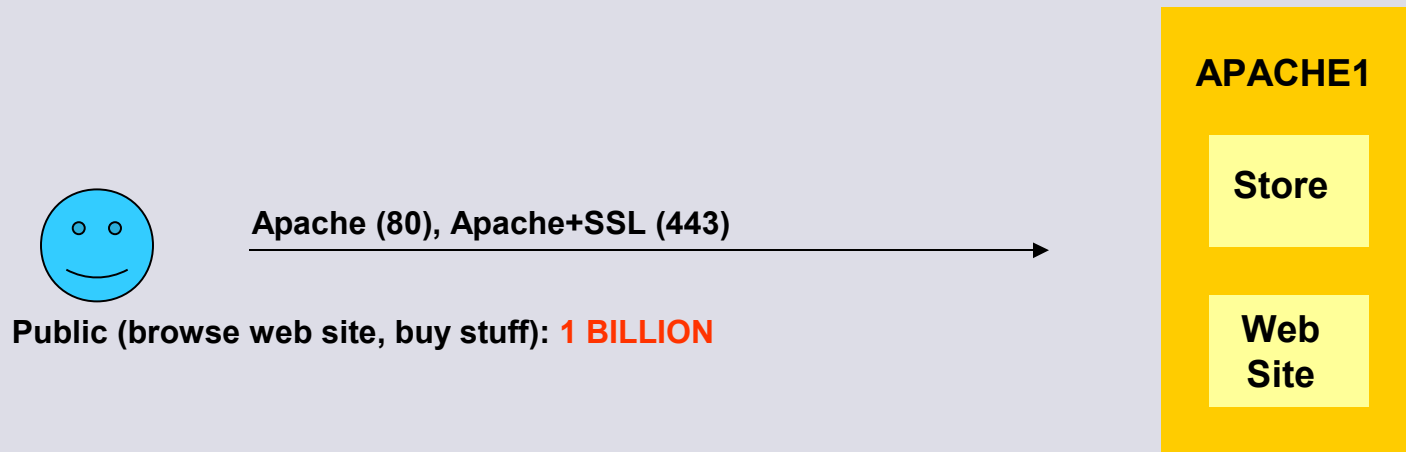 APACHE1
Store
Apache (80), Apache+SSL (443)
Public (browse web site, buy stuff): 1 BILLION
Web
Site